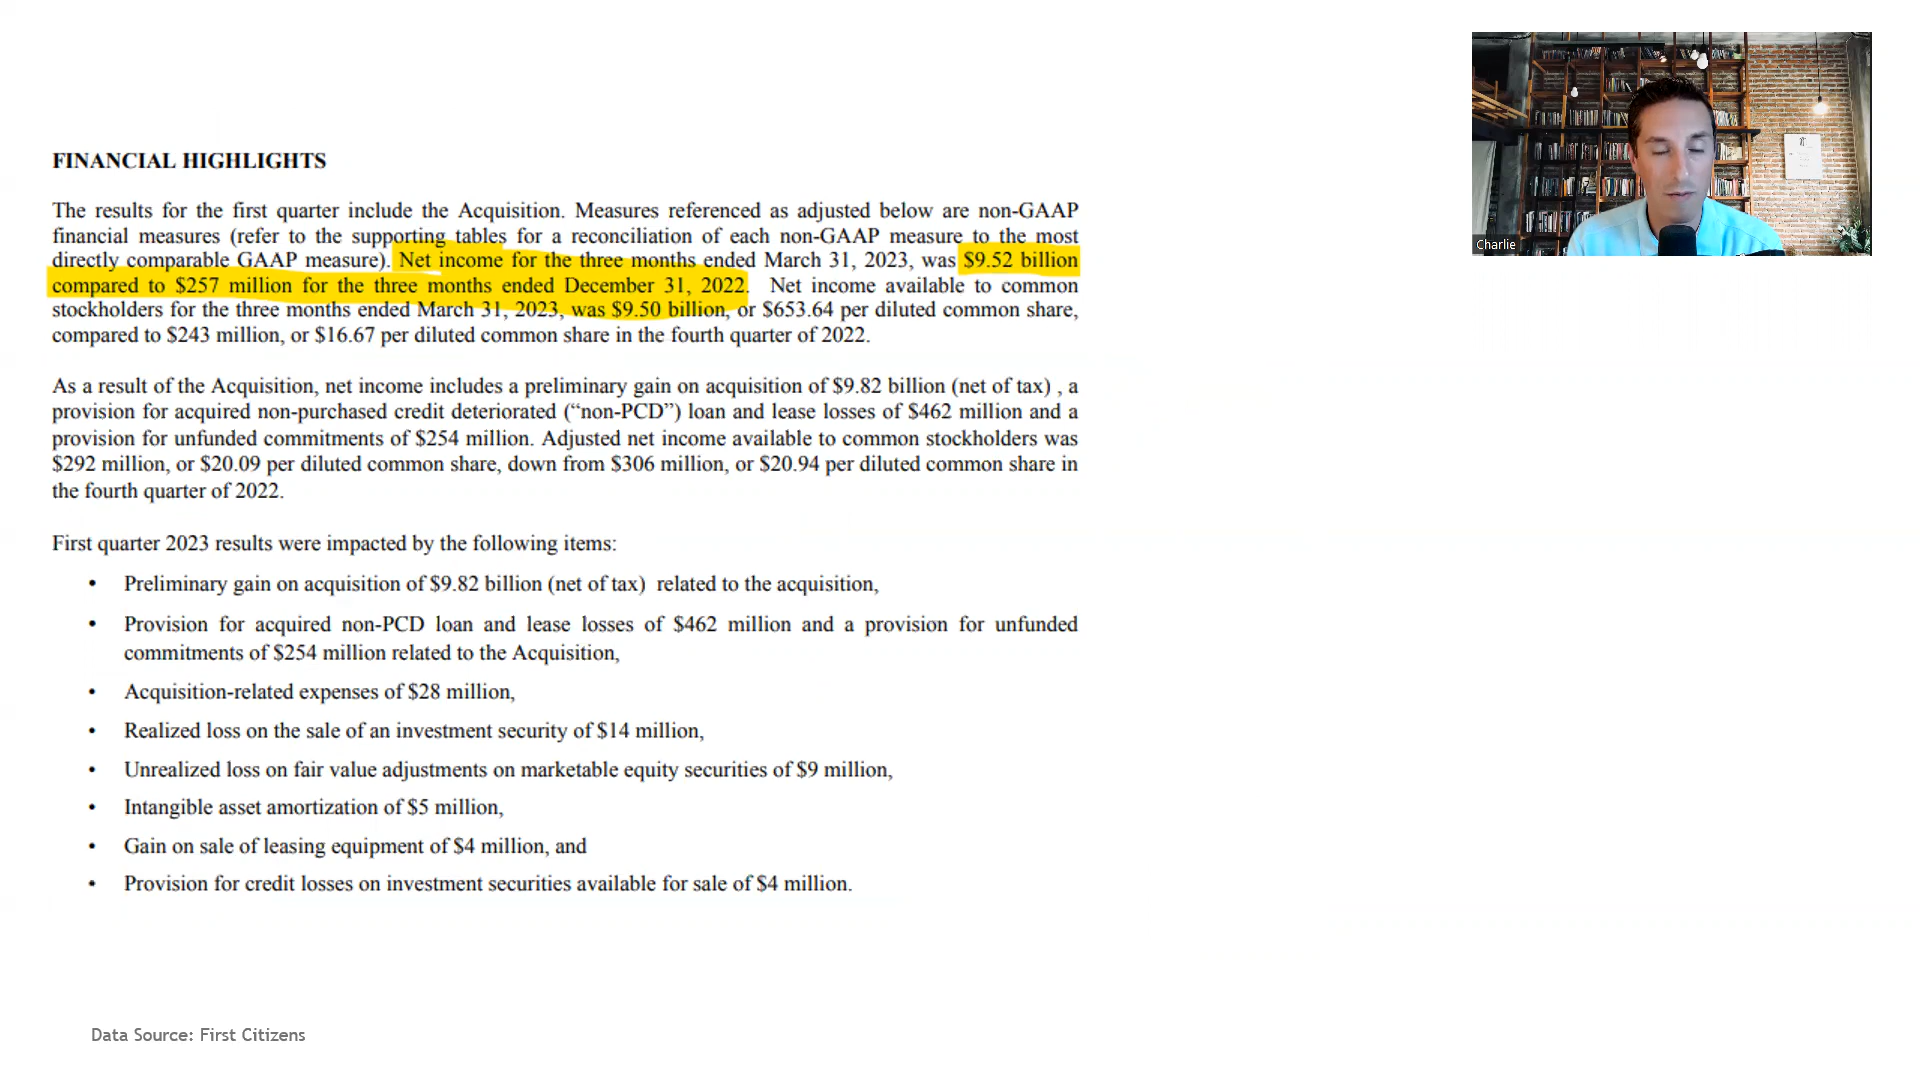 FINANCIAL HIGHLIGHTS
The results for the first quarter include the Acquisition. Measures referenced as adjusted below are non-GAAP
financial measures (refer to the supporting tables for a reconciliation of each non-GAAP measure to the most
directly comparable GAAP measure). Net income for the three months ended March 31, 2023, was $9.52 billion
compared to $257 million for the three months ended December 31, 2022. Net income available to common
stockholders for the three months ended March 31, 2023, was $9.50 billion, or $653.64 per diluted common share,
compared to $243 million, or $16.67 per diluted common share in the fourth quarter of 2022.
As a result of the Acquisition, net income includes a preliminary gain on acquisition of $9.82 billion (net of tax) , a
provision for acquired non-purchased credit deteriorated (“non-PCD”) loan and lease losses of $462 million and a
provision for unfunded commitments of $254 million. Adjusted net income available to common stockholders was
$292 million, or $20.09 per diluted common share, down from $306 million, or $20.94 per diluted common share in
the fourth quarter of 2022.
First quarter 2023 results were impacted by the following items:
• Preliminary gain on acquisition of $9.82 billion (net of tax) related to the acquisition,
• Provision for acquired non-PCD loan and lease losses of $462 million and a provision for unfunded
commitments of $254 million related to the Acquisition,
• Acquisition-related expenses of $28 million,
• Realized loss on the sale of an investment security of $14 million,
• Unrealized loss on fair value adjustments on marketable equity securities of $9 million,
• Intangible asset amortization of $5 million,
• Gain on sale of leasing equipment of $4 million, and
• Provision for credit losses on investment securities available for sale of $4 million.
Data Source: First Citizens
Charlie